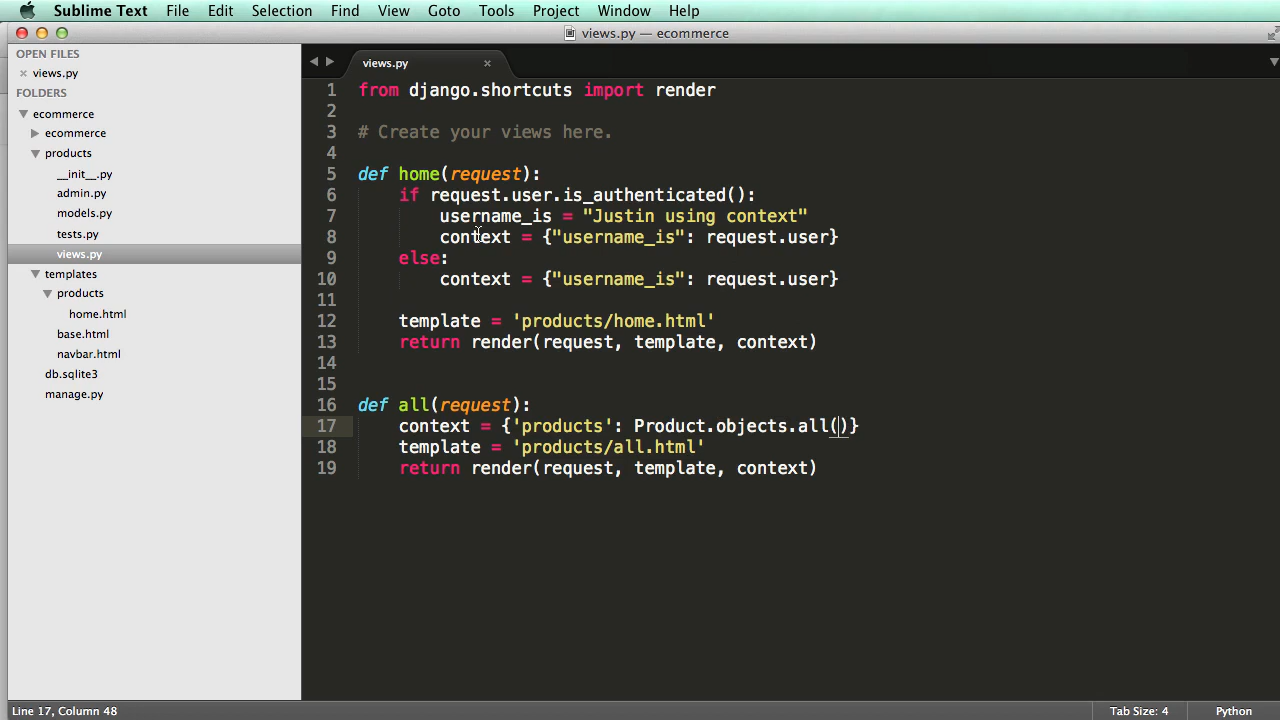 Sublime Text File Edit Selection Find View Goto Tools Project Window Help
views.py — ecommerce
OPEN FILES
views.py
FOLDERS
ecommerce
ecommerce
products
__init__.py
admin.py
models.py
tests.py
views.py
templates
products
home.html
base.html
navbar.html
db.sqlite3
manage.py
views.py
1 from django.shortcuts import render
2
3 # Create your views here.
4
5 def home(request):
6 if request.user.is_authenticated():
7 username_is = "Justin using context"
8 context = {"username_is": request.user}
9 else:
10 context = {"username_is": request.user}
11
12 template = 'products/home.html'
13 return render(request, template, context)
14
15
16 def all(request):
17 context = {'products': Product.objects.all()}
18 template = 'products/all.html'
19 return render(request, template, context)
Line 17, Column 48 Tab Size: 4 Python